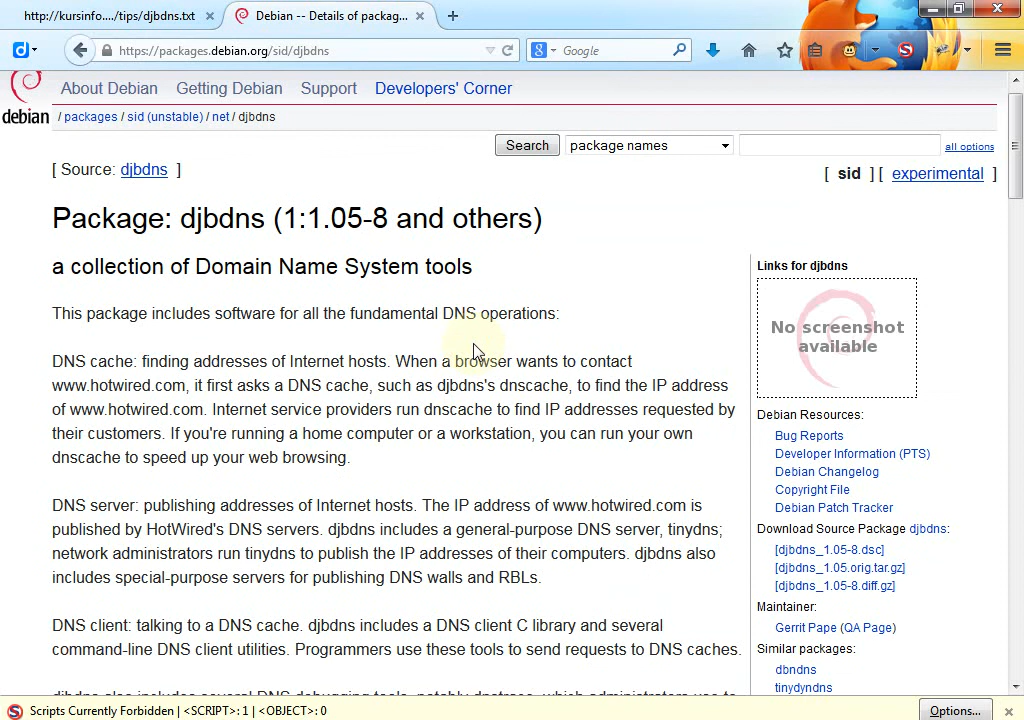 http://kursinfo..../tips/djbdns.txt
Debian -- Details of packag...
https://packages.debian.org/sid/djbdns
Google
debian
About Debian Getting Debian Support Developers' Corner
/ packages / sid (unstable) / net / djbdns
Search package names all options
[ Source: djbdns ]
[ sid ] [ experimental ]
Package: djbdns (1:1.05-8 and others)
a collection of Domain Name System tools
This package includes software for all the fundamental DNS operations:
DNS cache: finding addresses of Internet hosts. When a browser wants to contact
www.hotwired.com, it first asks a DNS cache, such as djbdns's dnscache, to find the IP address
of www.hotwired.com. Internet service providers run dnscache to find IP addresses requested by
their customers. If you're running a home computer or a workstation, you can run your own
dnscache to speed up your web browsing.
DNS server: publishing addresses of Internet hosts. The IP address of www.hotwired.com is
published by HotWired's DNS servers. djbdns includes a general-purpose DNS server, tinydns;
network administrators run tinydns to publish the IP addresses of their computers. djbdns also
includes special-purpose servers for publishing DNS walls and RBLs.
DNS client: talking to a DNS cache. djbdns includes a DNS client C library and several
command-line DNS client utilities. Programmers use these tools to send requests to DNS caches.
djbdns also includes several DNS debugging tools, notably dnstrace, which administrators use to
Links for djbdns
No screenshot
available
Debian Resources:
Bug Reports
Developer Information (PTS)
Debian Changelog
Copyright File
Debian Patch Tracker
Download Source Package djbdns:
[djbdns_1.05-8.dsc]
[djbdns_1.05.orig.tar.gz]
[djbdns_1.05-8.diff.gz]
Maintainer:
Gerrit Pape (QA Page)
Similar packages:
dbndns
tinydyndns
Scripts Currently Forbidden | <SCRIPT>: 1 | <OBJECT>: 0
Options...